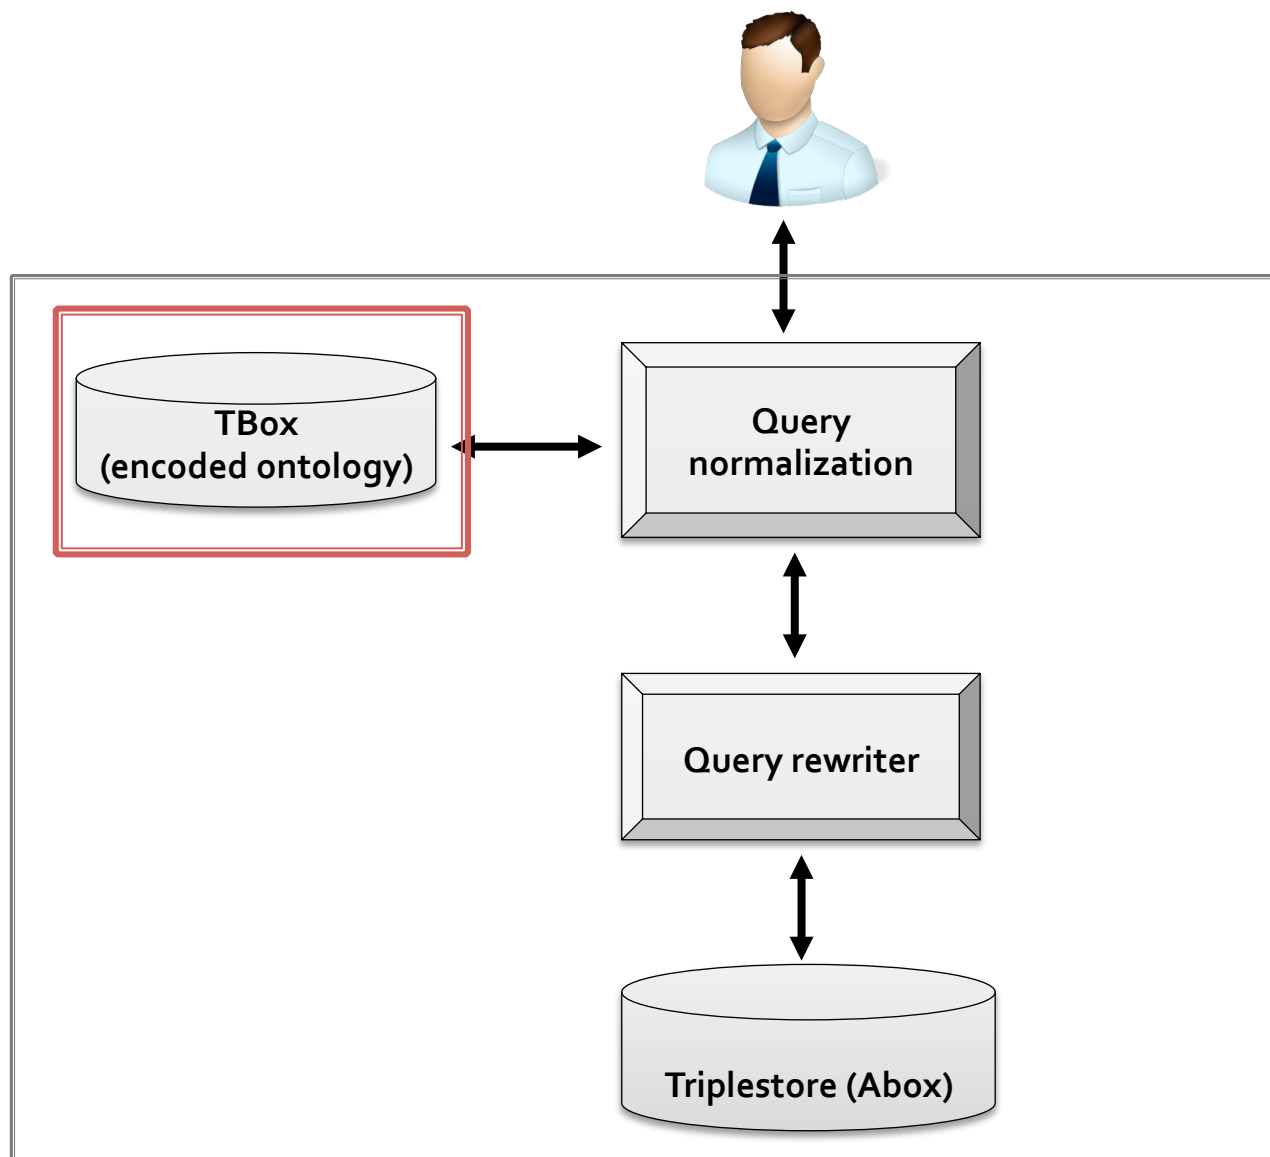 TBox
(encoded ontology)
Query
normalization
Query rewriter
Triplestore (Abox)